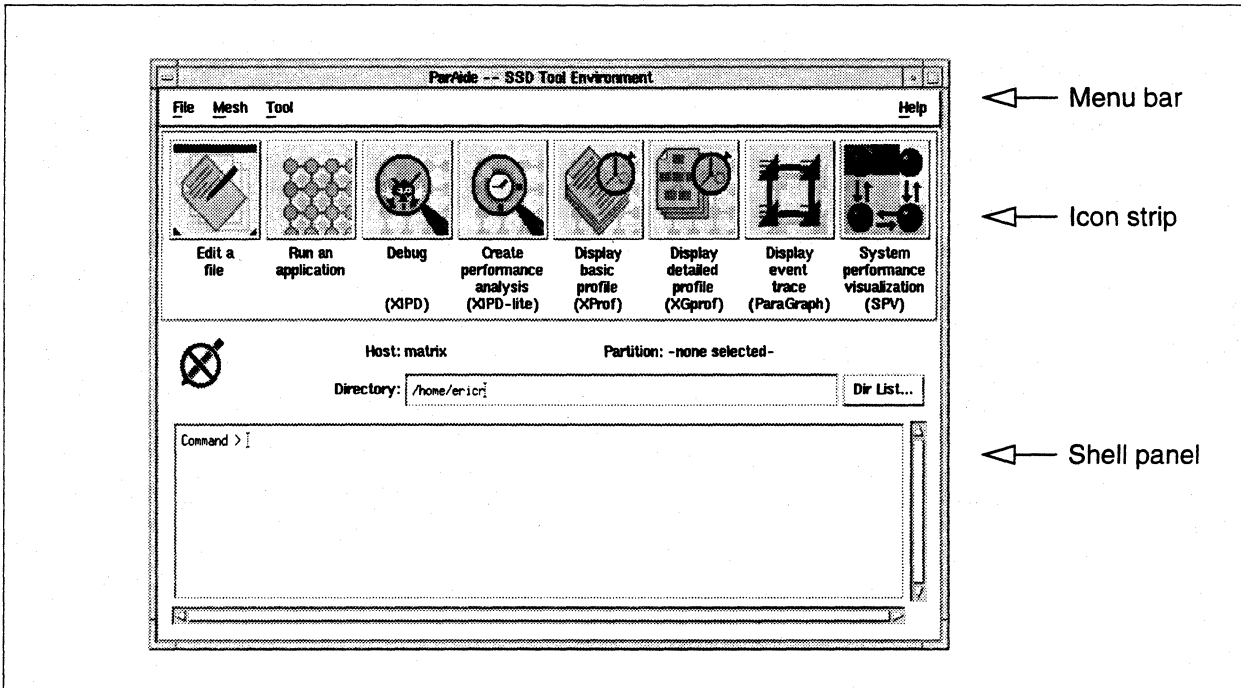 ParAide -- SSD Tool Environment
File Mesh Tool Help
Menu bar
Icon strip
Edit a
file
Run an
application
Debug
(XIPD)
Create
performance
analysis
(XIPD-lite)
Display
basic
profile
(XProf)
Display
detailed
profile
(XGprof)
Display
event
trace
(ParaGraph)
System
performance
visualization
(SPV)
Host: matrix Partition: -none selected-
Directory: /home/ericr Dir List...
Command >
Shell panel